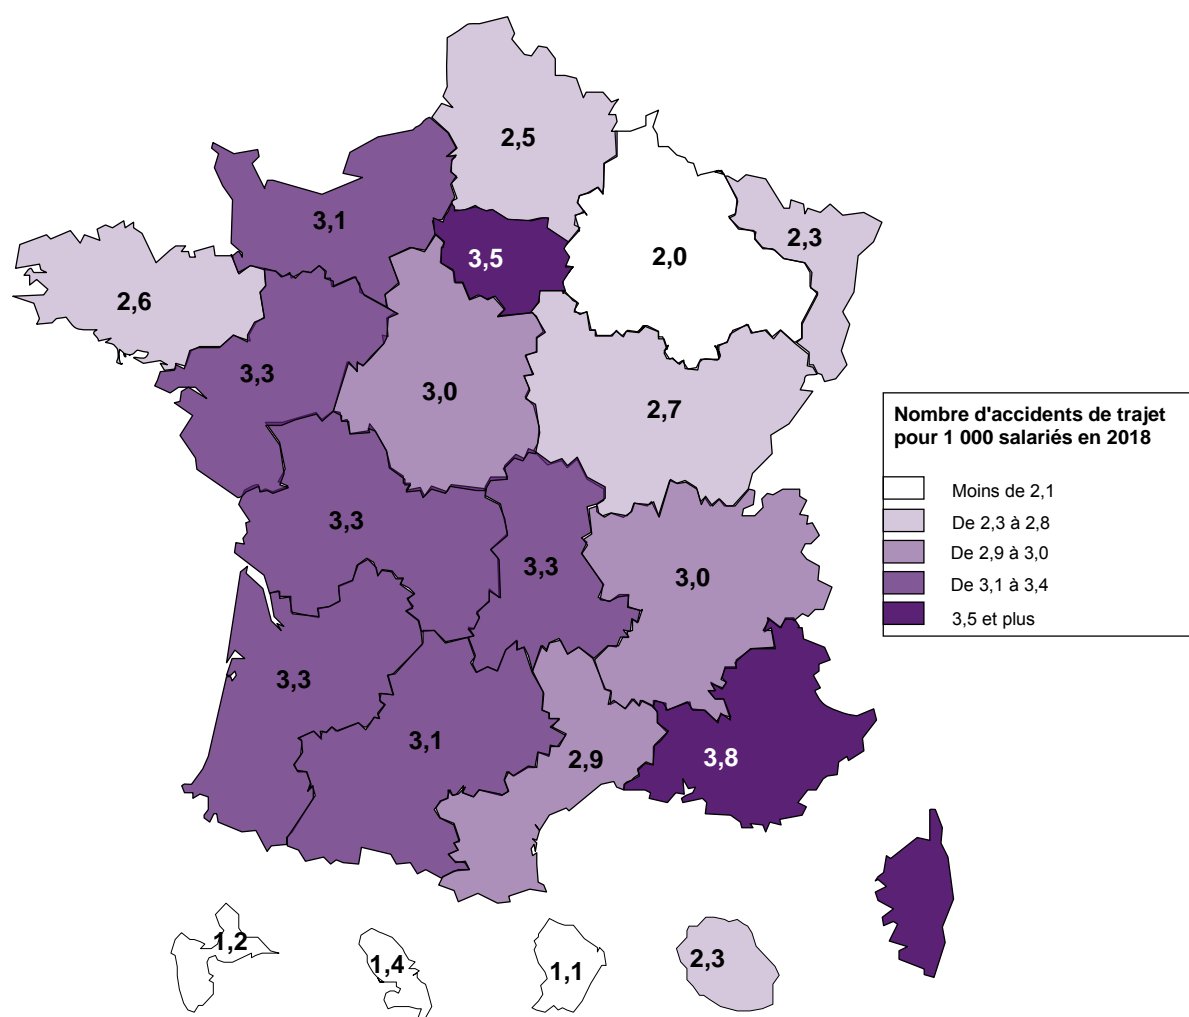 2,5
3,1
2,3
3,5
2,0
2,6
3,3
3,0
2,7
Nombre d'accidents de trajet
pour 1 000 salariés en 2018
Moins de 2,1
De 2,3 à 2,8
De 2,9 à 3,0
De 3,1 à 3,4
3,5 et plus
3,3
3,3
3,0
3,3
3,1
2,9
3,8
1,2
1,4
1,1
2,3